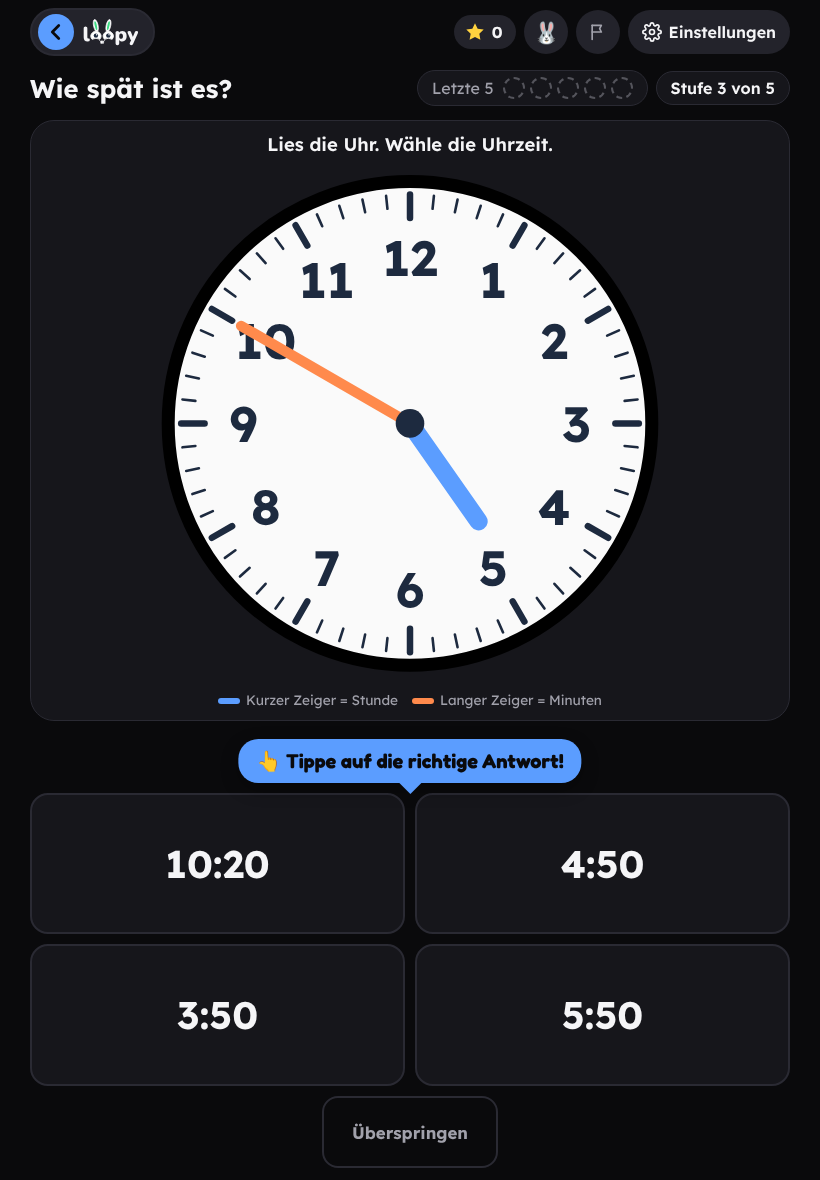 loopy
0
Einstellungen
Wie spät ist es?
Letzte 5
Stufe 3 von 5
Lies die Uhr. Wähle die Uhrzeit.
12
11
1
10
2
9
3
8
4
7
5
6
Kurzer Zeiger = Stunde
Langer Zeiger = Minuten
👆 Tippe auf die richtige Antwort!
10:20
4:50
3:50
5:50
Überspringen